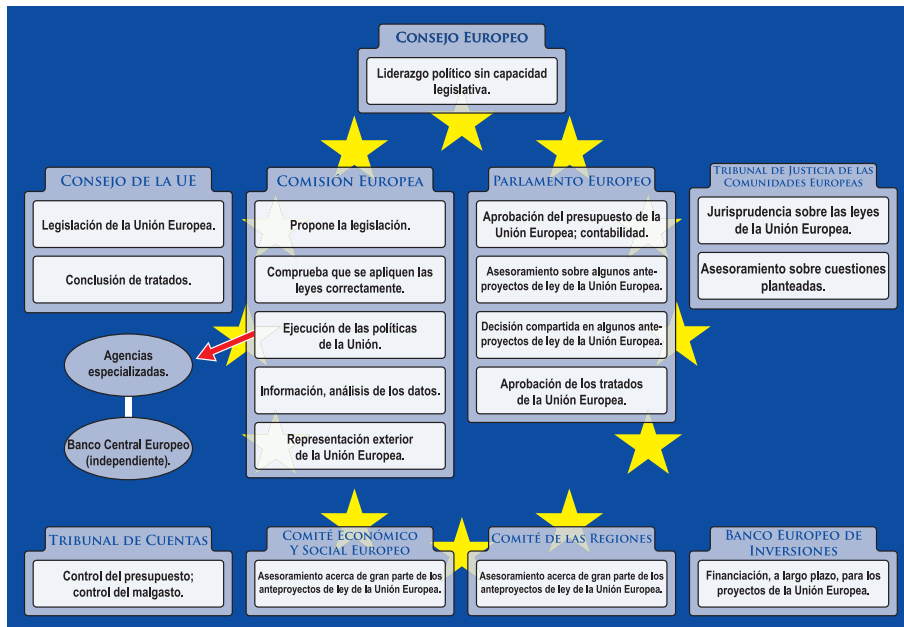 CONSEJO EUROPEO
Liderazgo político sin capacidad
legislativa.
CONSEJO DE LA UE
Legislación de la Unión Europea.
Conclusión de tratados.
COMISIÓN EUROPEA
Propone la legislación.
Comprueba que se apliquen las
leyes correctamente.
Ejecución de las políticas
de la Unión.
Información, análisis de los datos.
Representación exterior
de la Unión Europea.
PARLAMENTO EUROPEO
Aprobación del presupuesto de la
Unión Europea; contabilidad.
Asesoramiento sobre algunos ante-
proyectos de ley de la Unión Europea.
Decisión compartida en algunos ante-
proyectos de ley de la Unión Europea.
Aprobación de los tratados
de la Unión Europea.
TRIBUNAL DE JUSTICIA DE LAS
COMUNIDADES EUROPEAS
Jurisprudencia sobre las leyes
de la Unión Europea.
Asesoramiento sobre cuestiones
planteadas.
Agencias
especializadas.
Banco Central Europeo
(independiente).
TRIBUNAL DE CUENTAS
Control del presupuesto;
control del malgasto.
COMITÉ ECONÓMICO
Y SOCIAL EUROPEO
Asesoramiento acerca de gran parte de los
anteproyectos de ley de la Unión Europea.
COMITÉ DE LAS REGIONES
Asesoramiento acerca de gran parte de los
anteproyectos de ley de la Unión Europea.
BANCO EUROPEO DE
INVERSIONES
Financiación, a largo plazo, para los
proyectos de la Unión Europea.